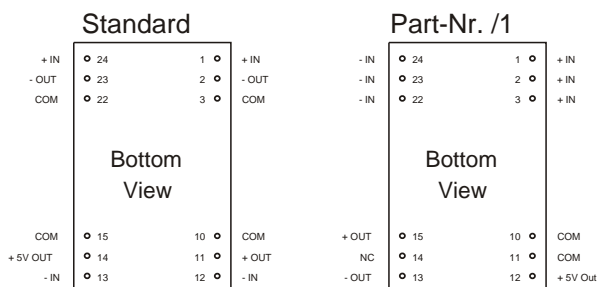 Standard Part-Nr. /1
+ IN 24 1 + IN - IN 24 1 + IN
- OUT 23 2 - OUT - IN 23 2 + IN
COM 22 3 COM - IN 22 3 + IN
Bottom Bottom
View View
COM 15 10 COM + OUT 15 10 COM
+ 5V OUT 14 11 + OUT NC 14 11 COM
- IN 13 12 - IN - OUT 13 12 + 5V Out